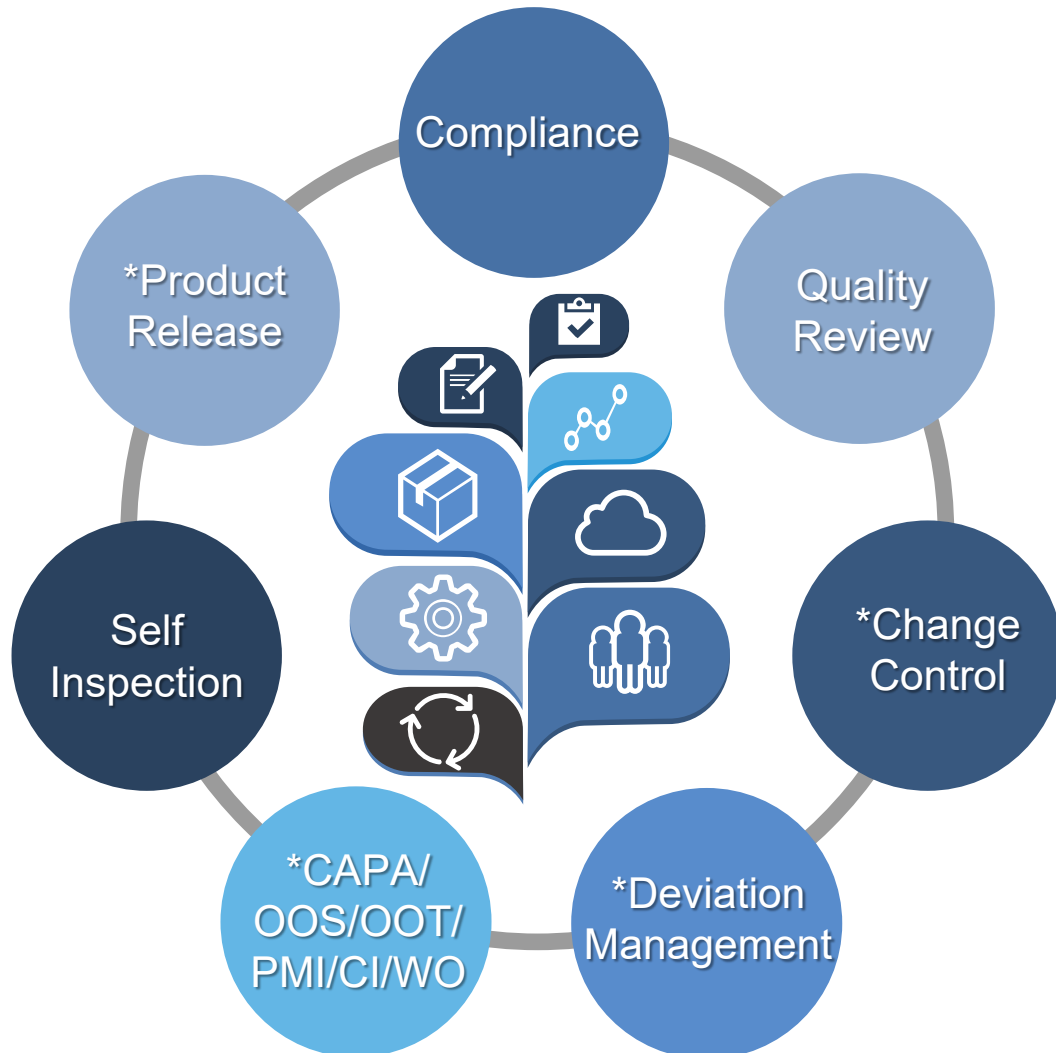 Compliance
Quality
Review
*Change
Control
*Deviation
Management
*CAPA/
OOS/OOT/
PMI/CI/WO
Self
Inspection
*Product
Release